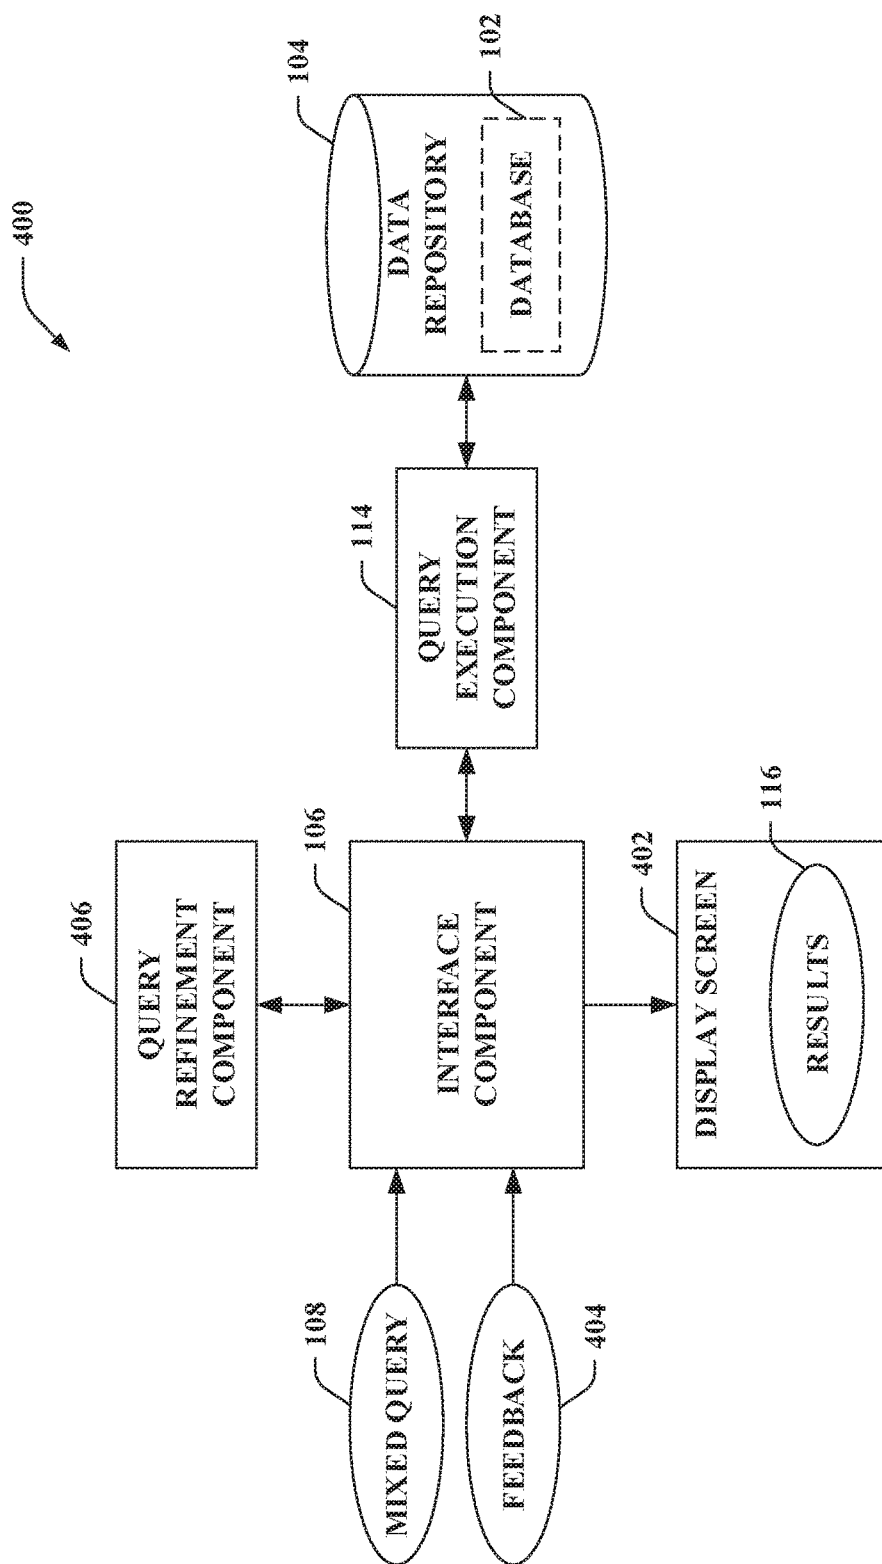 400
406
QUERY
REFINEMENT
COMPONENT
108
MIXED QUERY
FEEDBACK
404
106
INTERFACE
COMPONENT
114
QUERY
EXECUTION
COMPONENT
104
DATA
REPOSITORY
102
DATABASE
402
DISPLAY SCREEN
116
RESULTS